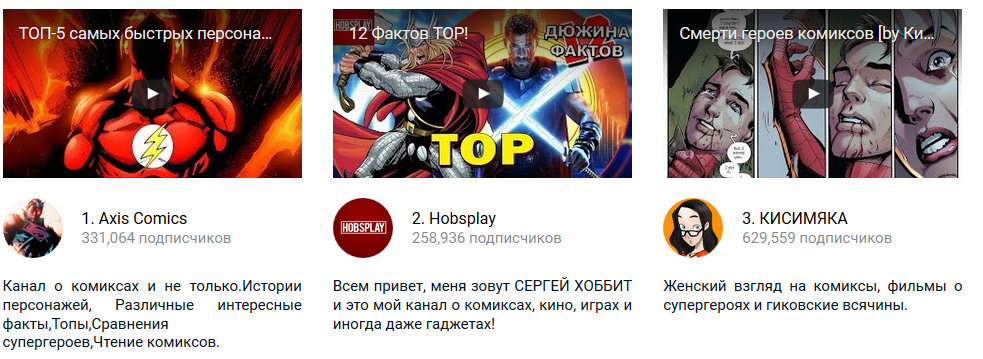 ТОП-5 самых быстрых персона…
12 Фактов ТОР!
Смерти героев комиксов [by Ки…
HOBSPLAY
ДЮЖИНА
ФАКТОВ
ТОР
1. Axis Comics
331,064 подписчиков
HOBSPLAY
2. Hobsplay
258,936 подписчиков
3. КИСИМЯКА
629,559 подписчиков
Канал о комиксах и не только.Истории
персонажей, Различные интересные
факты,Топы,Сравнения
супергероев,Чтение комиксов.
Всем привет, меня зовут СЕРГЕЙ ХОББИТ
и это мой канал о комиксах, кино, играх и
иногда даже гаджетах!
Женский взгляд на комиксы, фильмы о
супергероях и гиковские всячины.